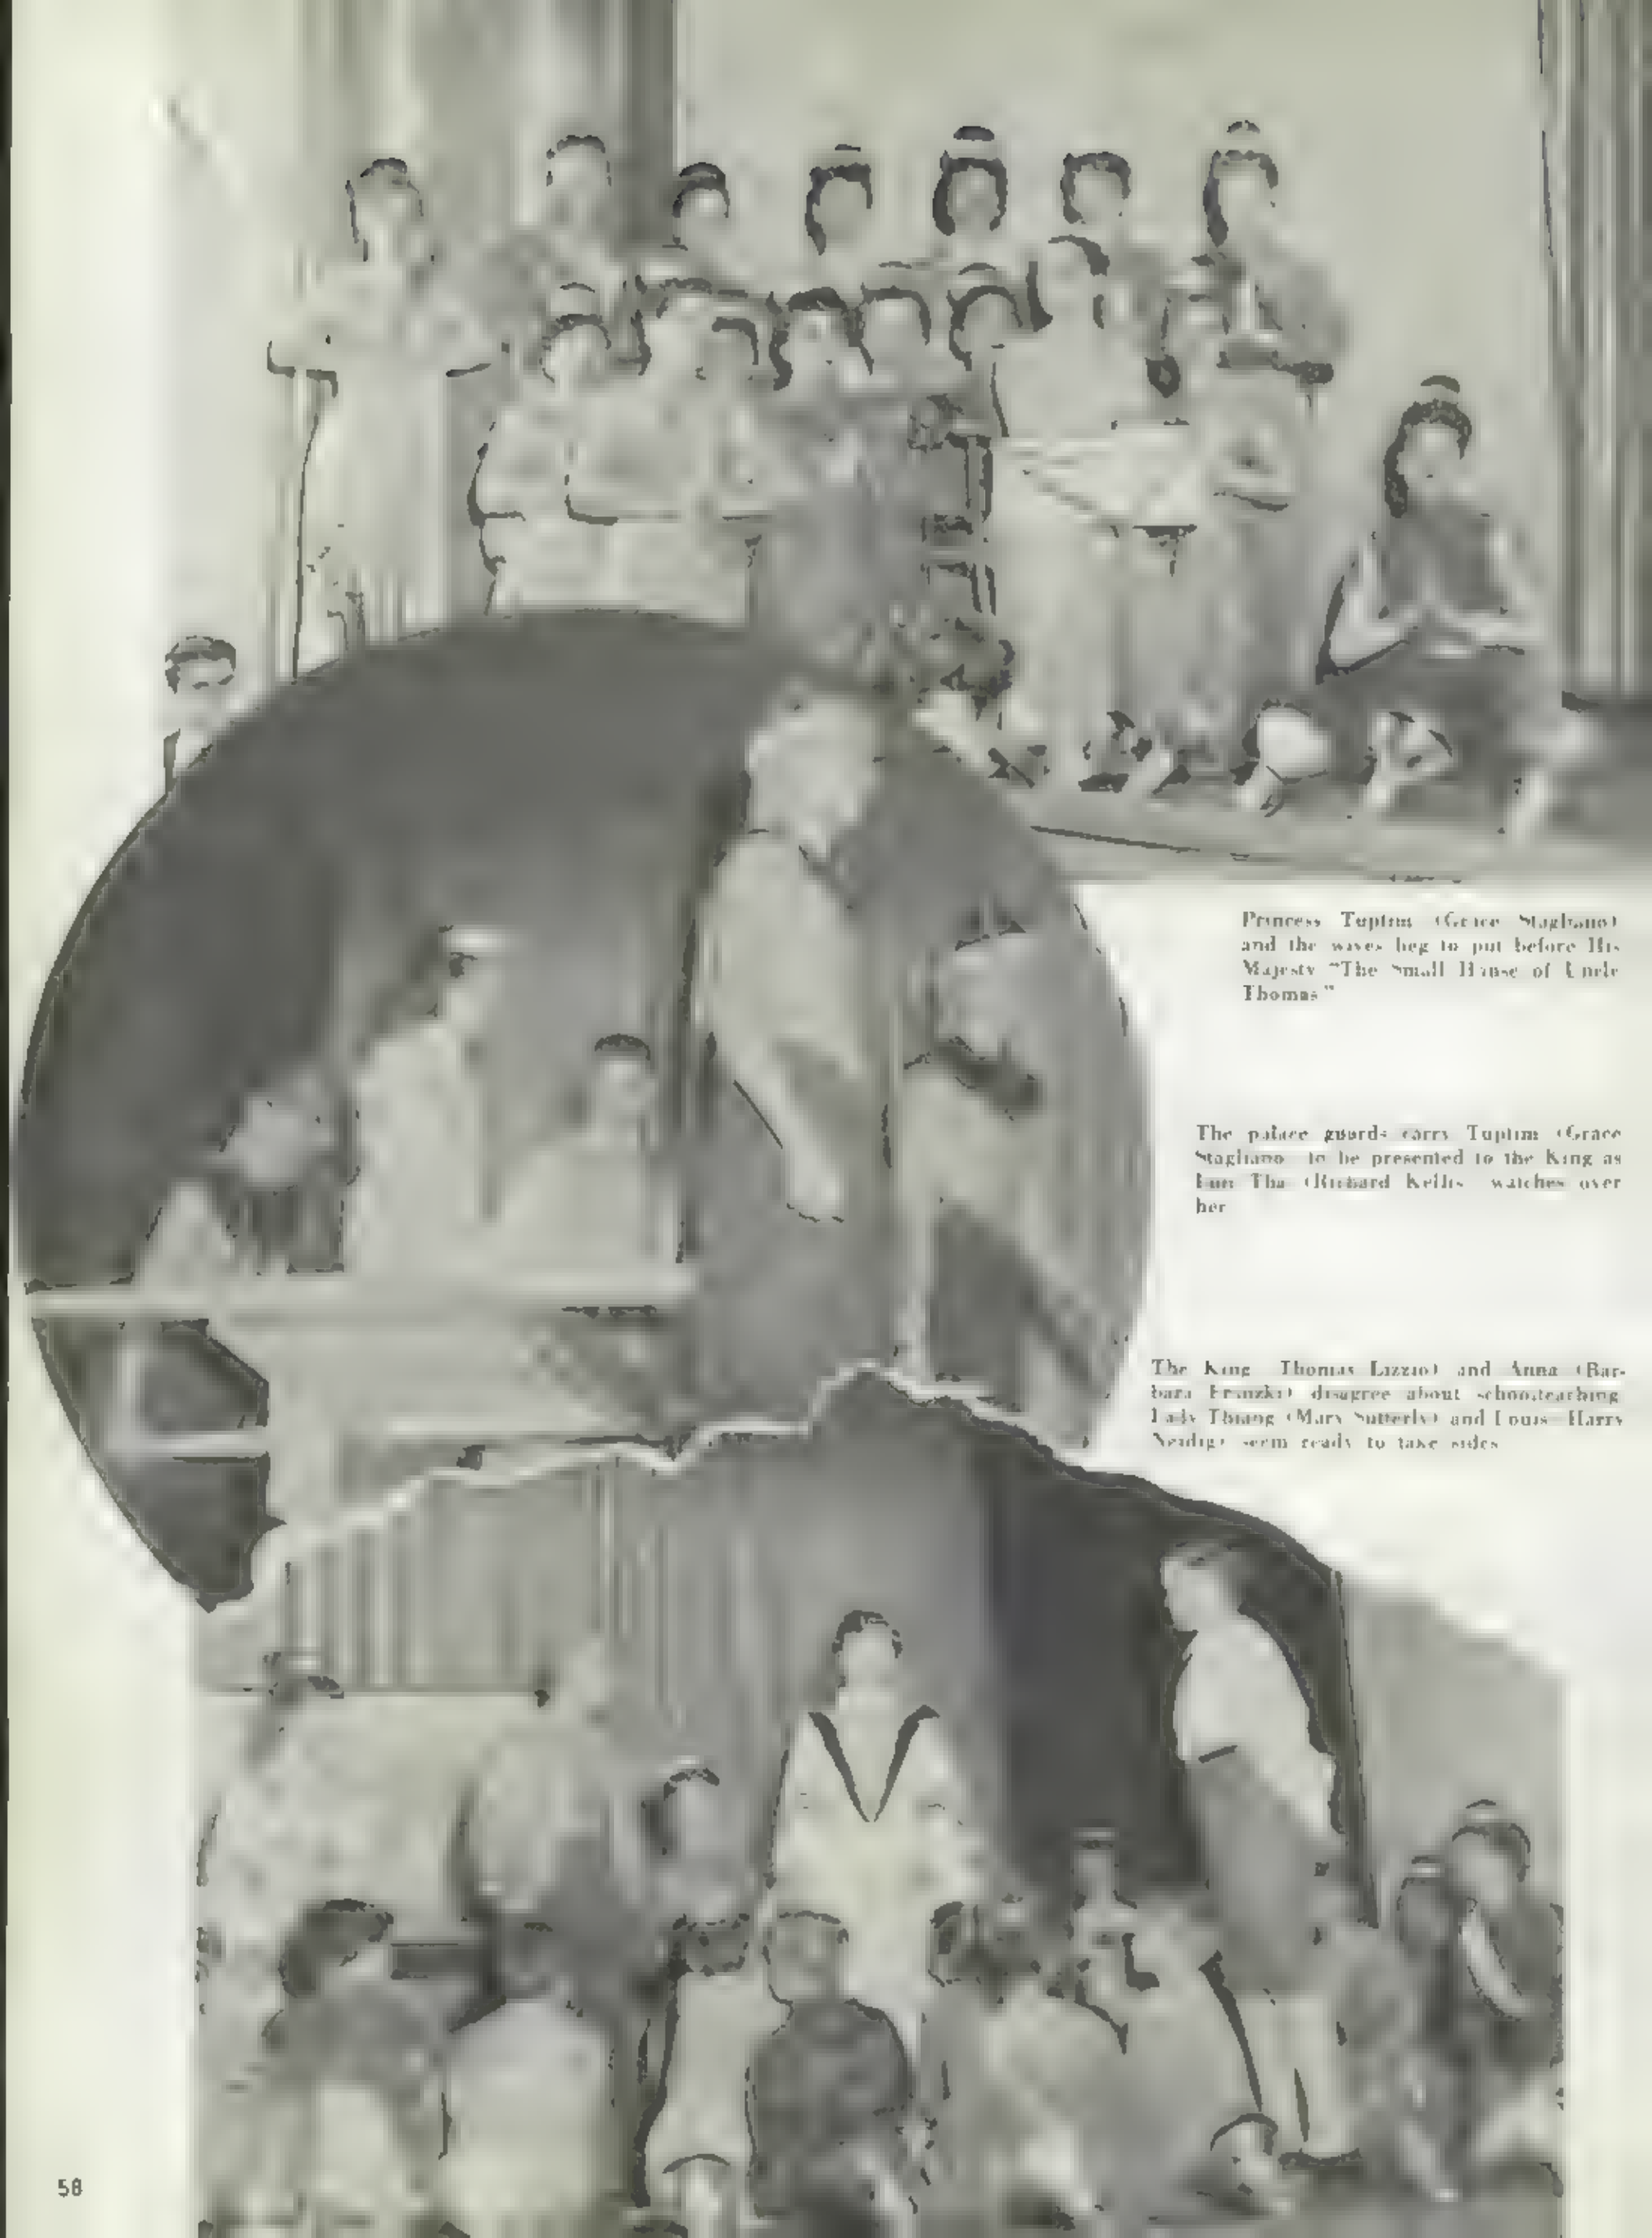 Princess Tuptim (Grace Stagliano)
and the wives beg to put before His
Majesty "The Small House of Uncle
Thomas"
The palace guards carry Tuptim (Grace
Stagliano) to be presented to the King as
Lun Tha (Richard Kellis) watches over
her
The King (Thomas Lizzio) and Anna (Bar-
bara Franzki) disagree about schoolteaching
Lady Thiang (Mary Sutterly) and Louis (Harry
Neidig) seem ready to take sides
58